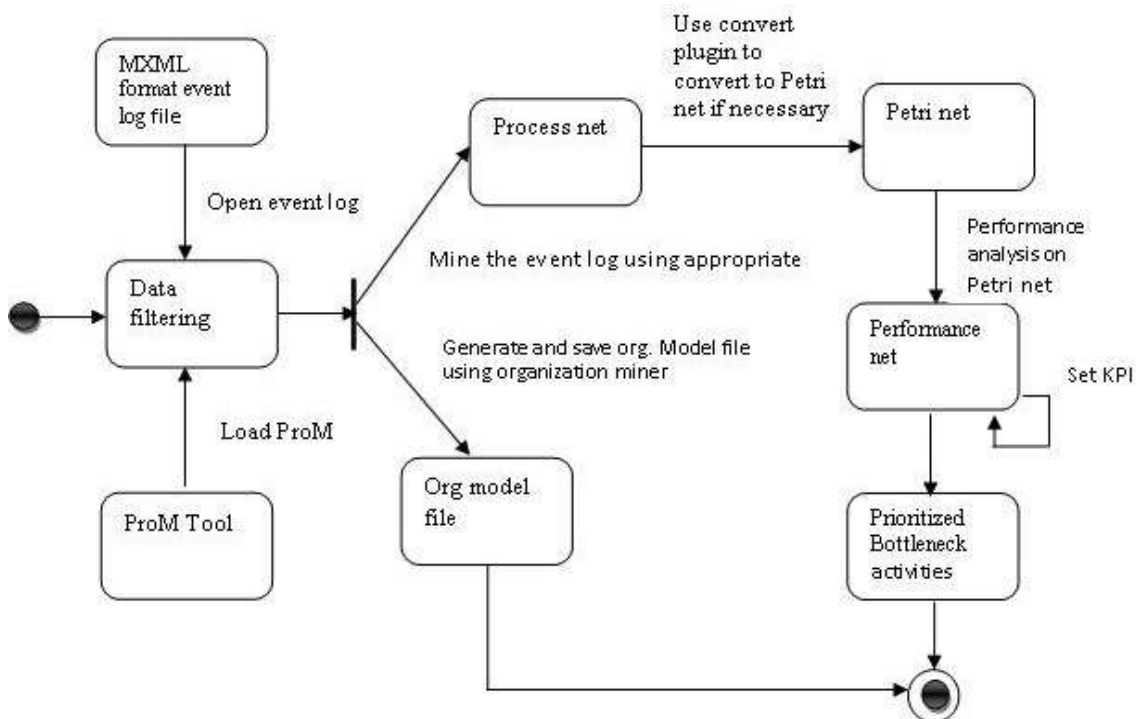 MXML
format event
log file
Use convert
plugin to
convert to Petri
net if necessary
Process net
Petri net
Open event log
Performance
analysis on
Petri net
Mine the event log using appropriate
Data
filtering
Generate and save org. Model file
using organization miner
Performance
net
Set KPI
Load ProM
Org model
file
ProM Tool
Prioritized
Bottleneck
activities